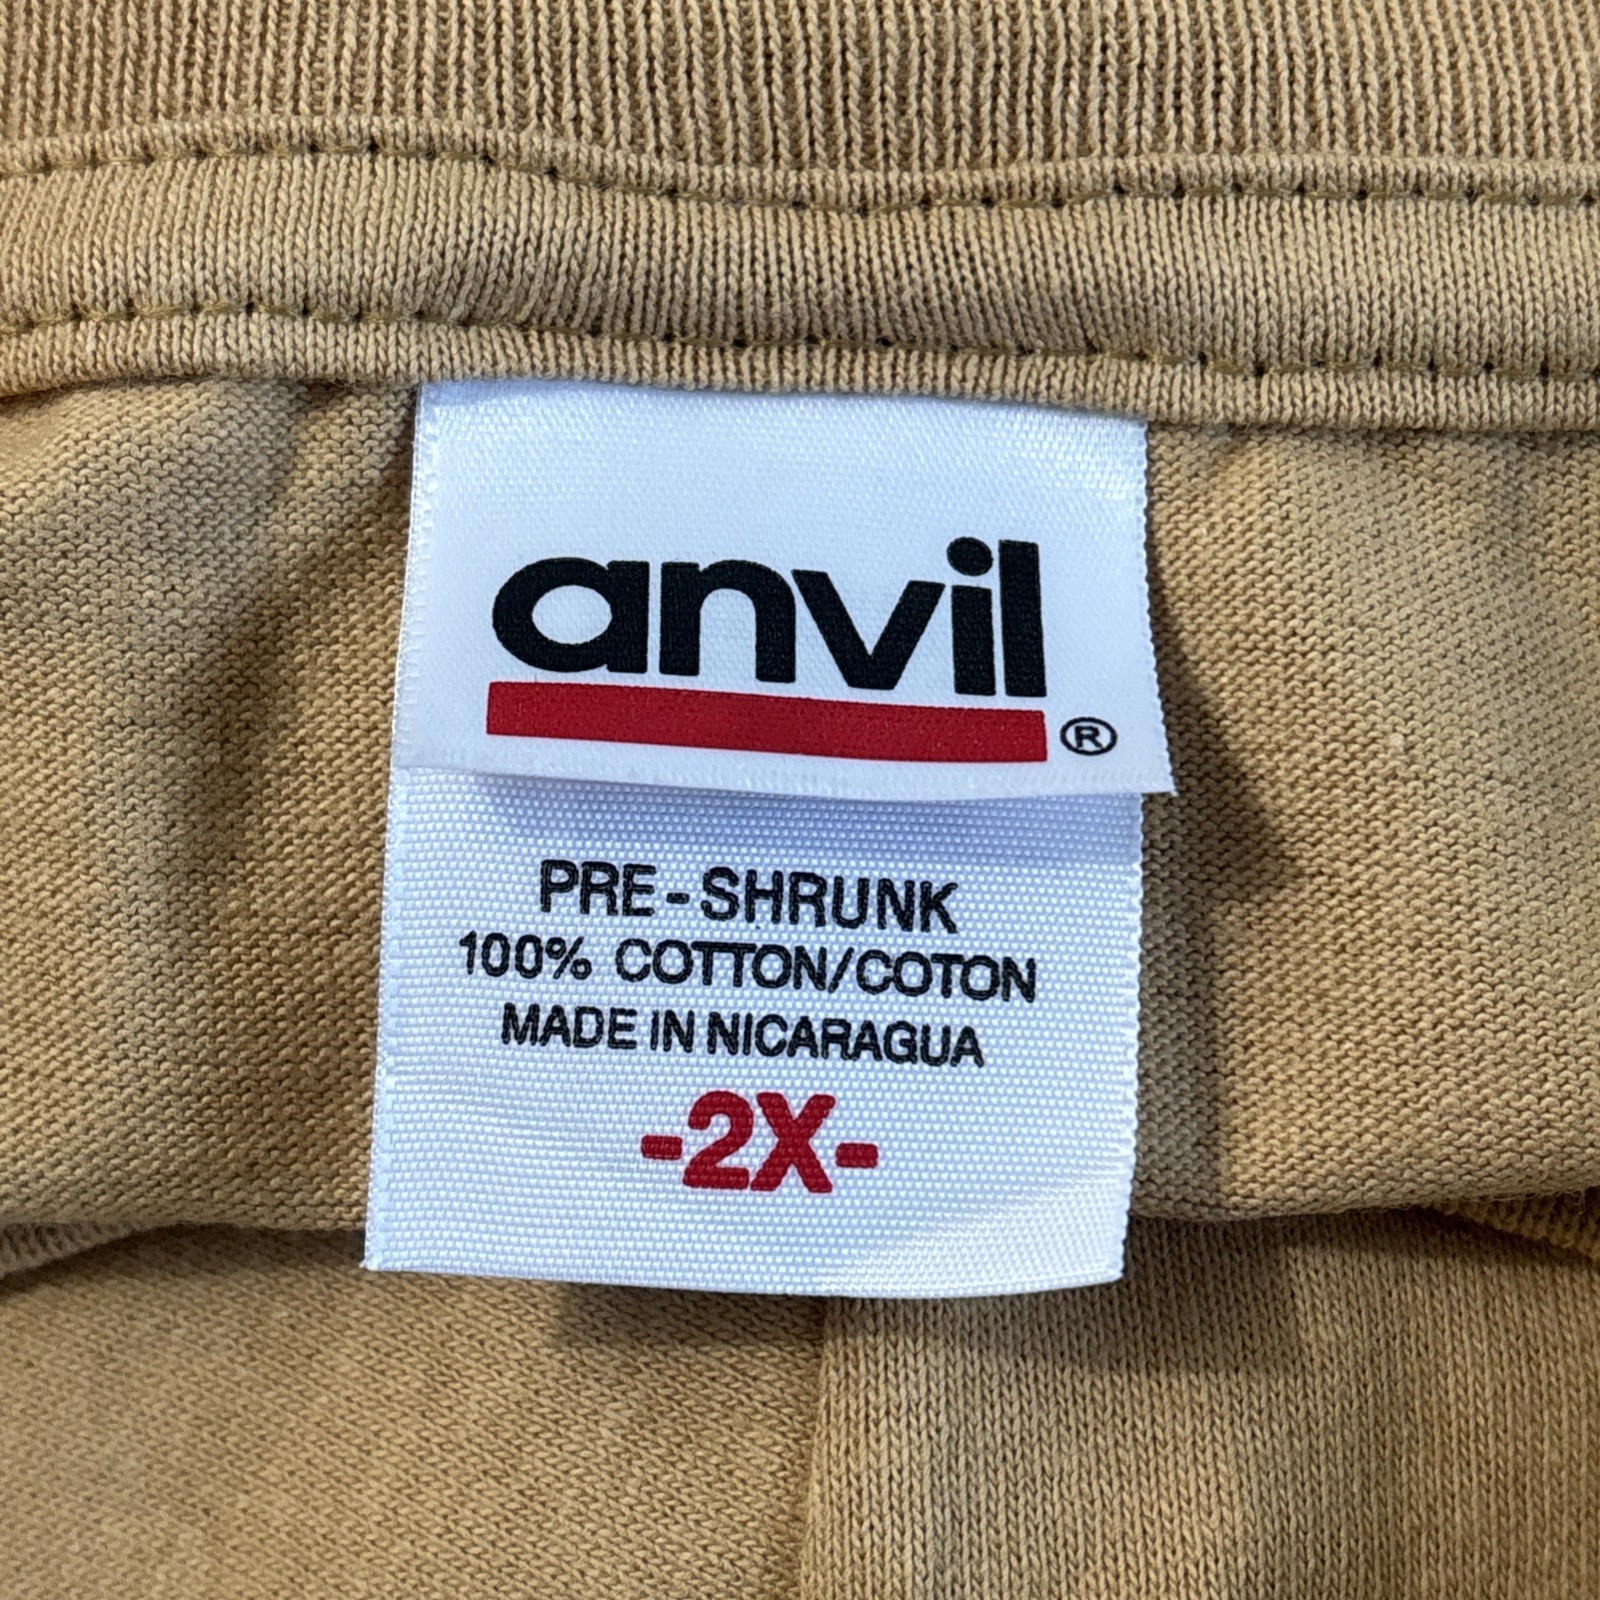 anvil
®
PRE-SHRUNK
100% COTTON/COTON
MADE IN NICARAGUA
-2X-